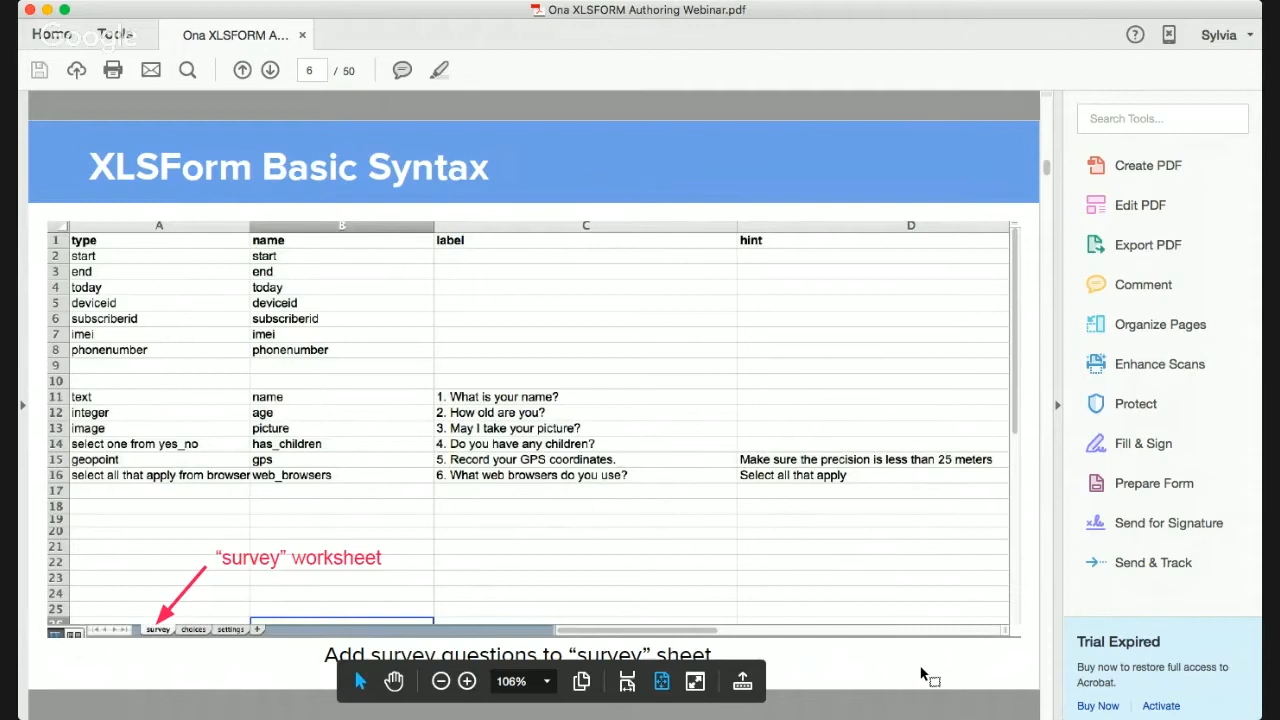 Ona XLSFORM Authoring Webinar.pdf
Home Tools Ona XLSFORM A... × Sylvia
Google
6 / 50
Search Tools...
XLSForm Basic Syntax
A B C D
1 type name label hint
2 start start
3 end end
4 today today
5 deviceid deviceid
6 subscriberid subscriberid
7 imei imei
8 phonenumber phonenumber
9
10
11 text name 1. What is your name?
12 integer age 2. How old are you?
13 image picture 3. May I take your picture?
14 select one from yes_no has_children 4. Do you have any children?
15 geopoint gps 5. Record your GPS coordinates. Make sure the precision is less than 25 meters
16 select all that apply from browser web_browsers 6. What web browsers do you use? Select all that apply
17
18
19
20
21
22
23
24
25
“survey” worksheet
survey choices settings +
Add survey questions to “survey” sheet
106%
Create PDF
Edit PDF
Export PDF
Comment
Organize Pages
Enhance Scans
Protect
Fill & Sign
Prepare Form
Send for Signature
Send & Track
Trial Expired
Buy now to restore full access to
Acrobat.
Buy Now Activate